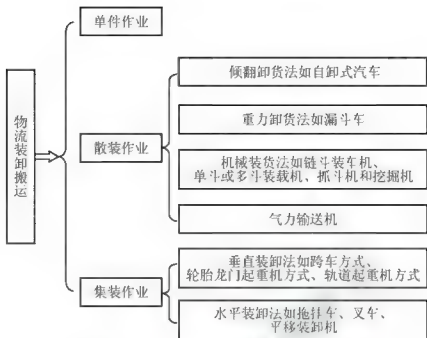 单件作业
倾翻卸货法如自卸式汽车
重力卸货法如漏斗车
物流装卸搬运
散装作业
机械装货法如链斗装车机、
单斗或多斗装载机、抓斗机和挖掘机
气力输送机
垂直装卸法如跨车方式、
轮胎龙门起重机方式、轨道起重机方式
集装作业
水平装卸法如拖挂车、叉车、
平移装卸机